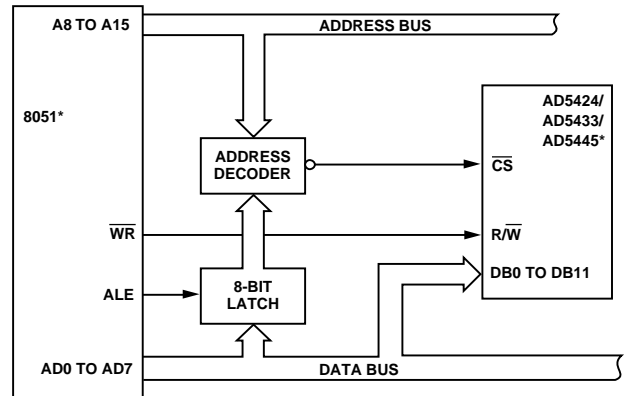 A8 TO A15
ADDRESS BUS
8051*
AD5424/
AD5433/
AD5445*
ADDRESS
DECODER
CS
WR
R/W
8-BIT
LATCH
DB0 TO DB11
ALE
AD0 TO AD7
DATA BUS